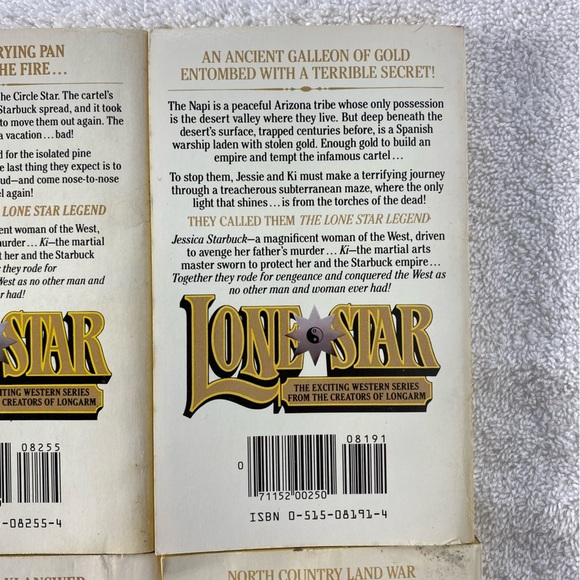 RYING PAN
HE FIRE...
he Circle Star. The cartel's
Starbuck spread, and it took
to move them out again. The
a vacation... bad!
d for the isolated pine
e last thing they expect is to
ud—and come nose-to-nose
el again!
LONE STAR LEGEND
ent woman of the West,
urder... Ki—the martial
t her and the Starbuck
y rode for
West as no other man and
r had!
STAR
ITING WESTERN SERIES
CREATORS OF LONGARM
08255
-08255-4
AN ANCIENT GALLEON OF GOLD
ENTOMBED WITH A TERRIBLE SECRET!
The Napi is a peaceful Arizona tribe whose only possession
is the desert valley where they live. But deep beneath the
desert's surface, trapped centuries before, is a Spanish
warship laden with stolen gold. Enough gold to build an
empire and tempt the infamous cartel...
To stop them, Jessie and Ki must make a terrifying journey
through a treacherous subterranean maze, where the only
light that shines...is from the torches of the dead!
THEY CALLED THEM THE LONE STAR LEGEND
Jessica Starbuck—a magnificent woman of the West, driven
to avenge her father's murder... Ki—the martial arts
master sworn to protect her and the Starbuck empire...
Together they rode for vengeance and conquered the West as
no other man and woman ever had!
LONE STAR
THE EXCITING WESTERN SERIES
FROM THE CREATORS OF LONGARM
08191
0
71152 00250
ISBN 0-515-08191-4
ANSWER
NORTH COUNTRY LAND WAR